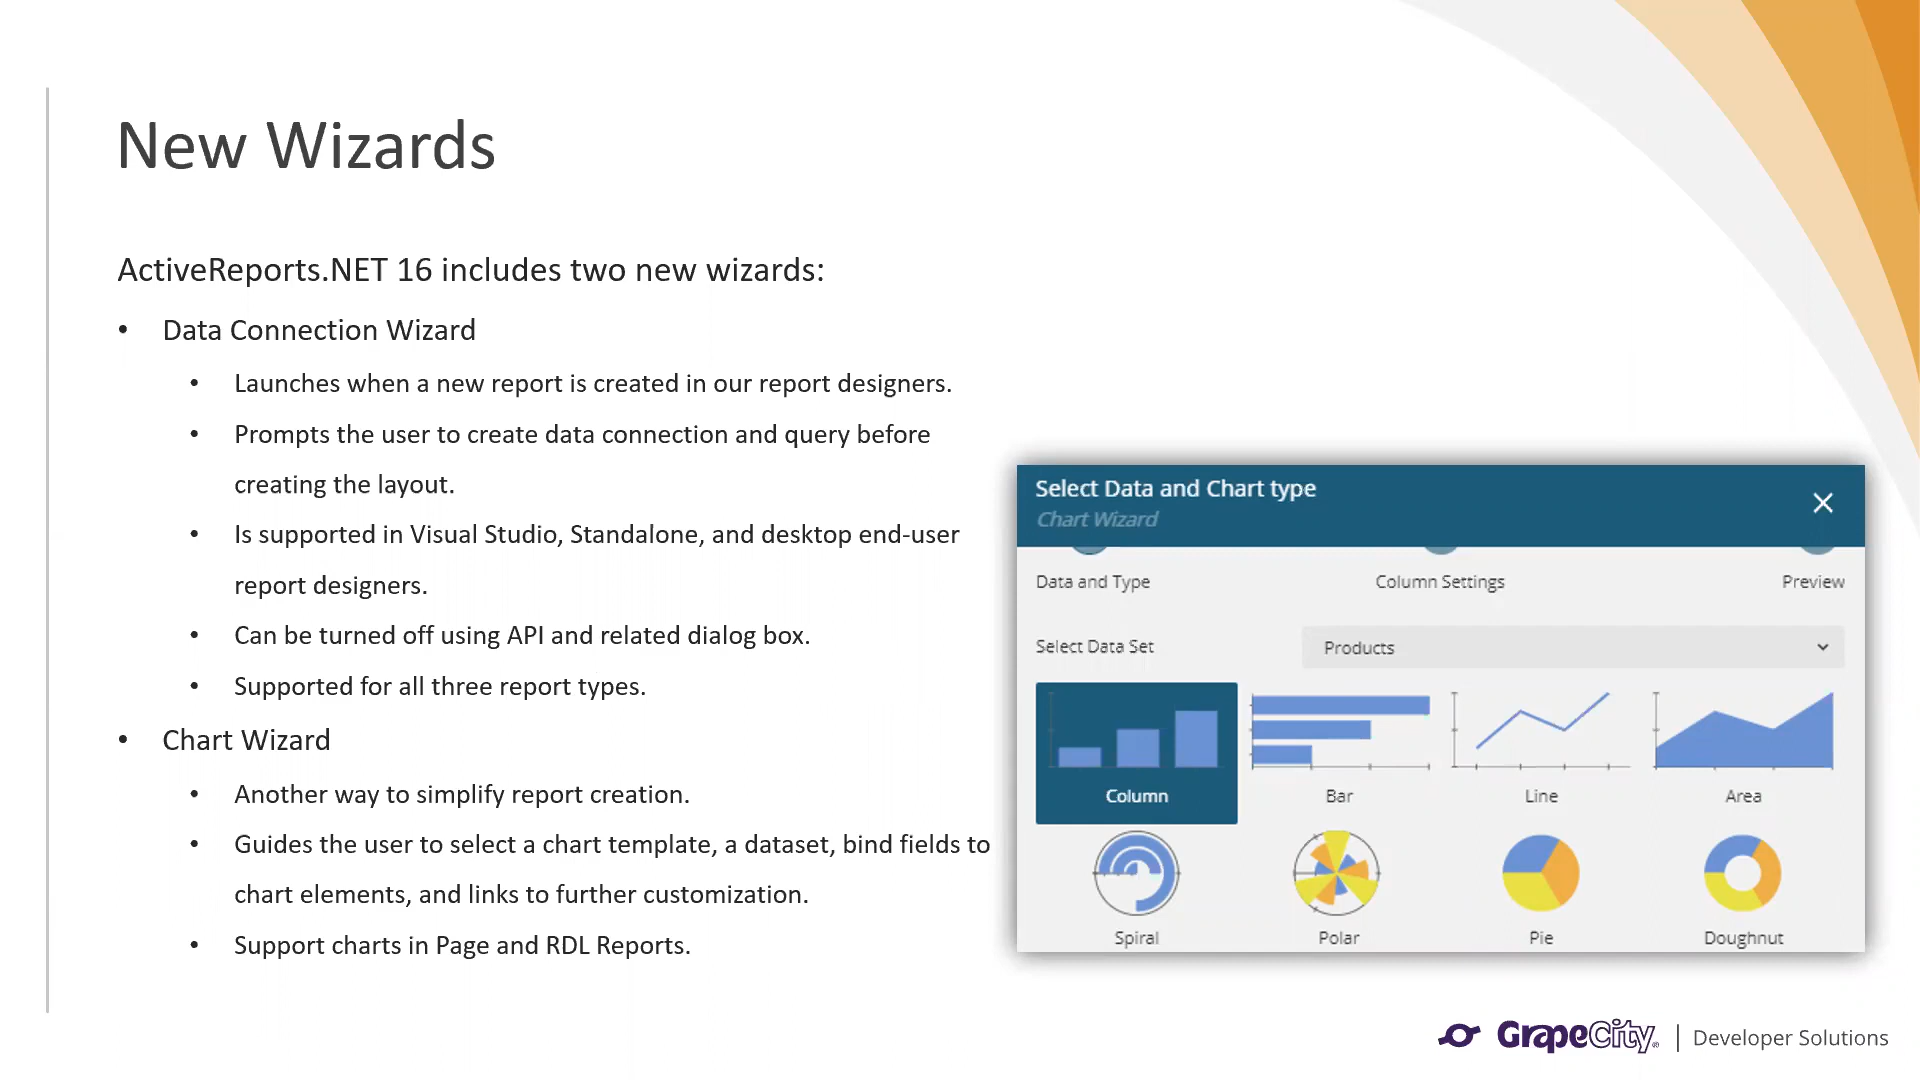 New Wizards
ActiveReports.NET 16 includes two new wizards:
• Data Connection Wizard
• Launches when a new report is created in our report designers.
• Prompts the user to create data connection and query before
creating the layout.
• Is supported in Visual Studio, Standalone, and desktop end-user
report designers.
• Can be turned off using API and related dialog box.
• Supported for all three report types.
• Chart Wizard
• Another way to simplify report creation.
• Guides the user to select a chart template, a dataset, bind fields to
chart elements, and links to further customization.
• Support charts in Page and RDL Reports.
Select Data and Chart type
Chart Wizard
Data and Type Column Settings Preview
Select Data Set Products
Column Bar Line Area
Spiral Polar Pie Doughnut
GrapeCity® | Developer Solutions